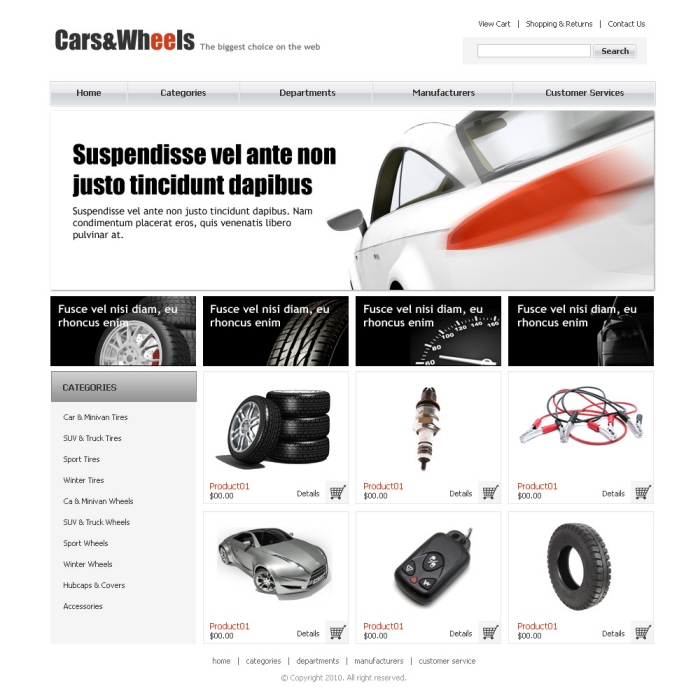 View Cart | Shopping & Returns | Contact Us
Cars&Wheels The biggest choice on the web
Search
Home Categories Departments Manufacturers Customer Services
Suspendisse vel ante non
justo tincidunt dapibus
Suspendisse vel ante non justo tincidunt dapibus. Nam
condimentum placerat eros, quis venenatis libero
pulvinar at.
Fusce vel nisi diam, eu
rhoncus enim
Fusce vel nisi diam, eu
rhoncus enim
Fusce vel nisi diam, eu
rhoncus enim
Fusce vel nisi diam, eu
rhoncus enim
60 80 100 120 140
CATEGORIES
Car & Minivan Tires
SUV & Truck Tires
Sport Tires
Winter Tires
Ca & Minivan Wheels
SUV & Truck Wheels
Sport Wheels
Winter Wheels
Hubcaps & Covers
Accessories
Product01
$00.00 Details
Product01
$00.00 Details
Product01
$00.00 Details
Product01
$00.00 Details
Product01
$00.00 Details
Product01
$00.00 Details
home | categories | departments | manufacturers | customer service
© Copyright 2010. All right reserved.